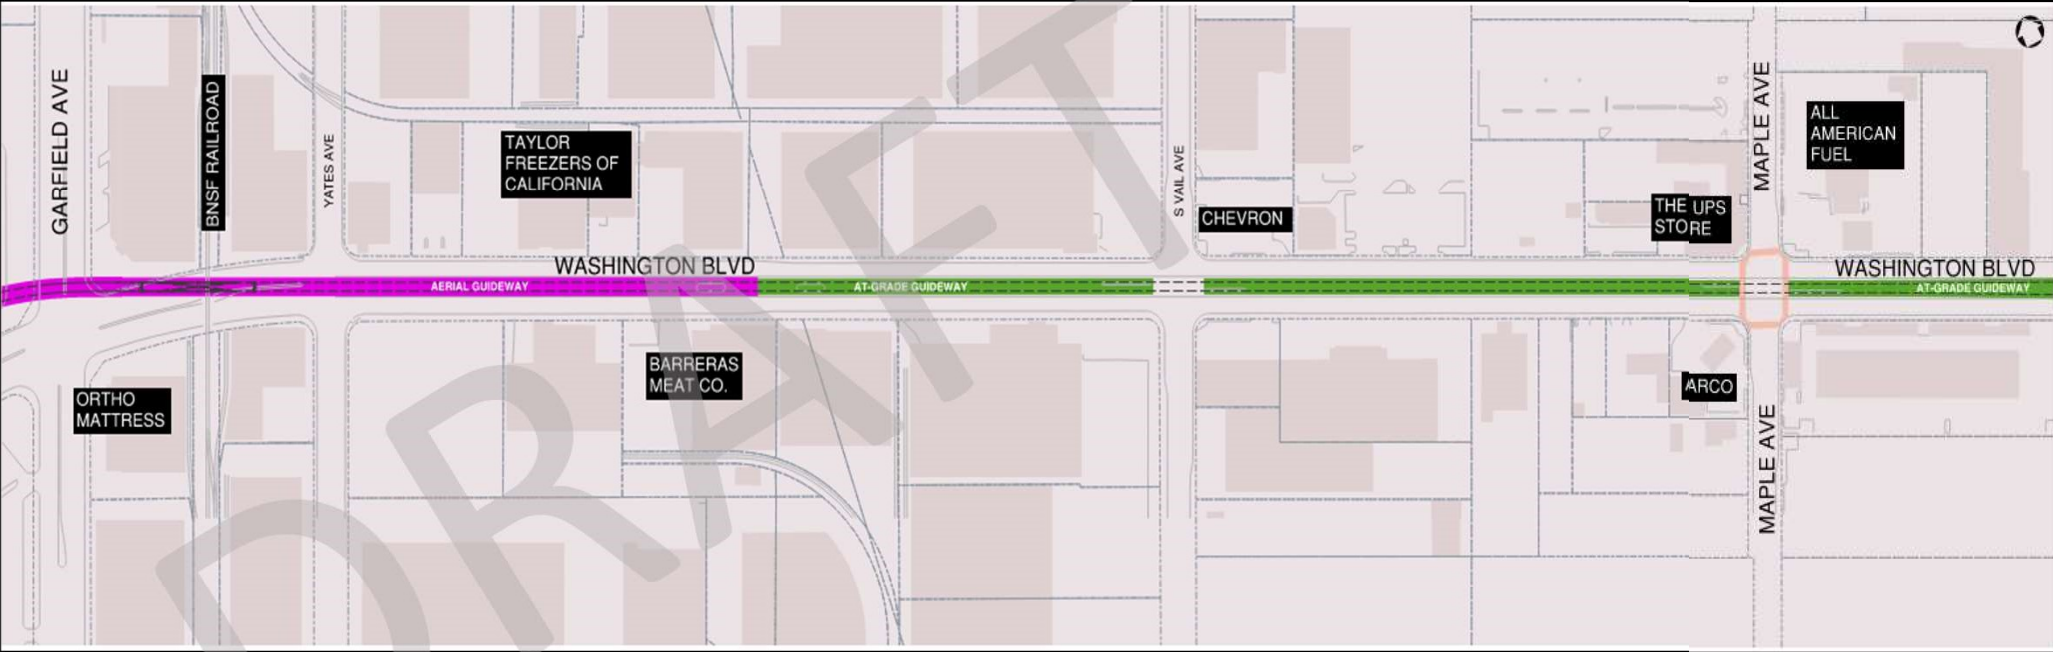 GARFIELD AVE
BNSF RAILROAD
YATES AVE
TAYLOR
FREEZERS OF
CALIFORNIA
S VAIL AVE
CHEVRON
THE UPS
STORE
MAPLE AVE
ALL
AMERICAN
FUEL
WASHINGTON BLVD
WASHINGTON BLVD
AERIAL GUIDEWAY
AT-GRADE GUIDEWAY
AT-GRADE GUIDEWAY
ORTHO
MATTRESS
BARRERAS
MEAT CO.
ARCO
MAPLE AVE
DRAFT